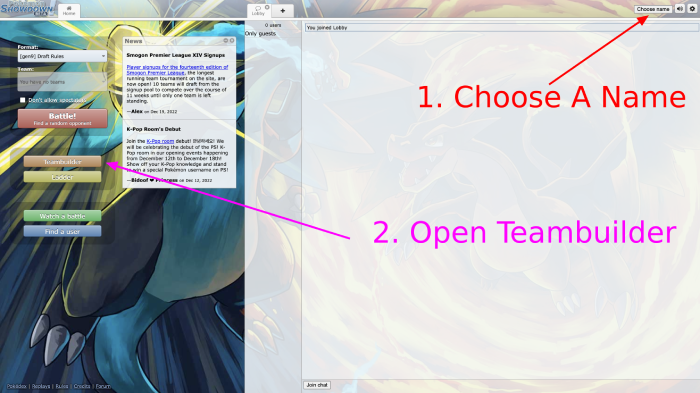 SHOWDOWN
Home
Lobby
+
Choose name
0 users
Only guests
You joined Lobby
Format:
[gen9] Draft Rules
Team:
You have no teams
Don't allow spectators
Battle!
Find a random opponent
Teambuilder
Ladder
Watch a battle
Find a user
News
Smogon Premier League XIV Signups
Player signups for the fourteenth edition of
Smogon Premier League, the longest
running team tournament on the site, are
now open! 10 teams will draft from the
signup pool to compete over the course of
11 weeks until only one team is left
standing.
—Alex on Dec 19, 2022
K-Pop Room's Debut
Join the K-Pop room debut!
We
will be celebrating the debut of the PS! K-
Pop room in our opening events happening
from December 12th to December 18th!
Show off your K-Pop knowledge and stand
win a special Pokémon username on PS!
—Bidoof ❤ Princess on Dec 12, 2022
1. Choose A Name
2. Open Teambuilder
Pokédex | Replays | Rules | Credits | Forum
Join chat